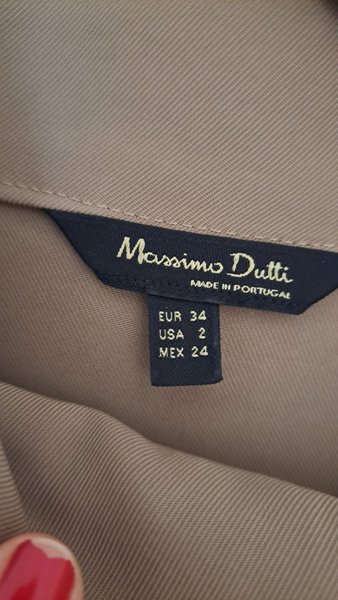 Massimo Dutti
MADE IN PORTUGAL
EUR 34
USA 2
MEX 24